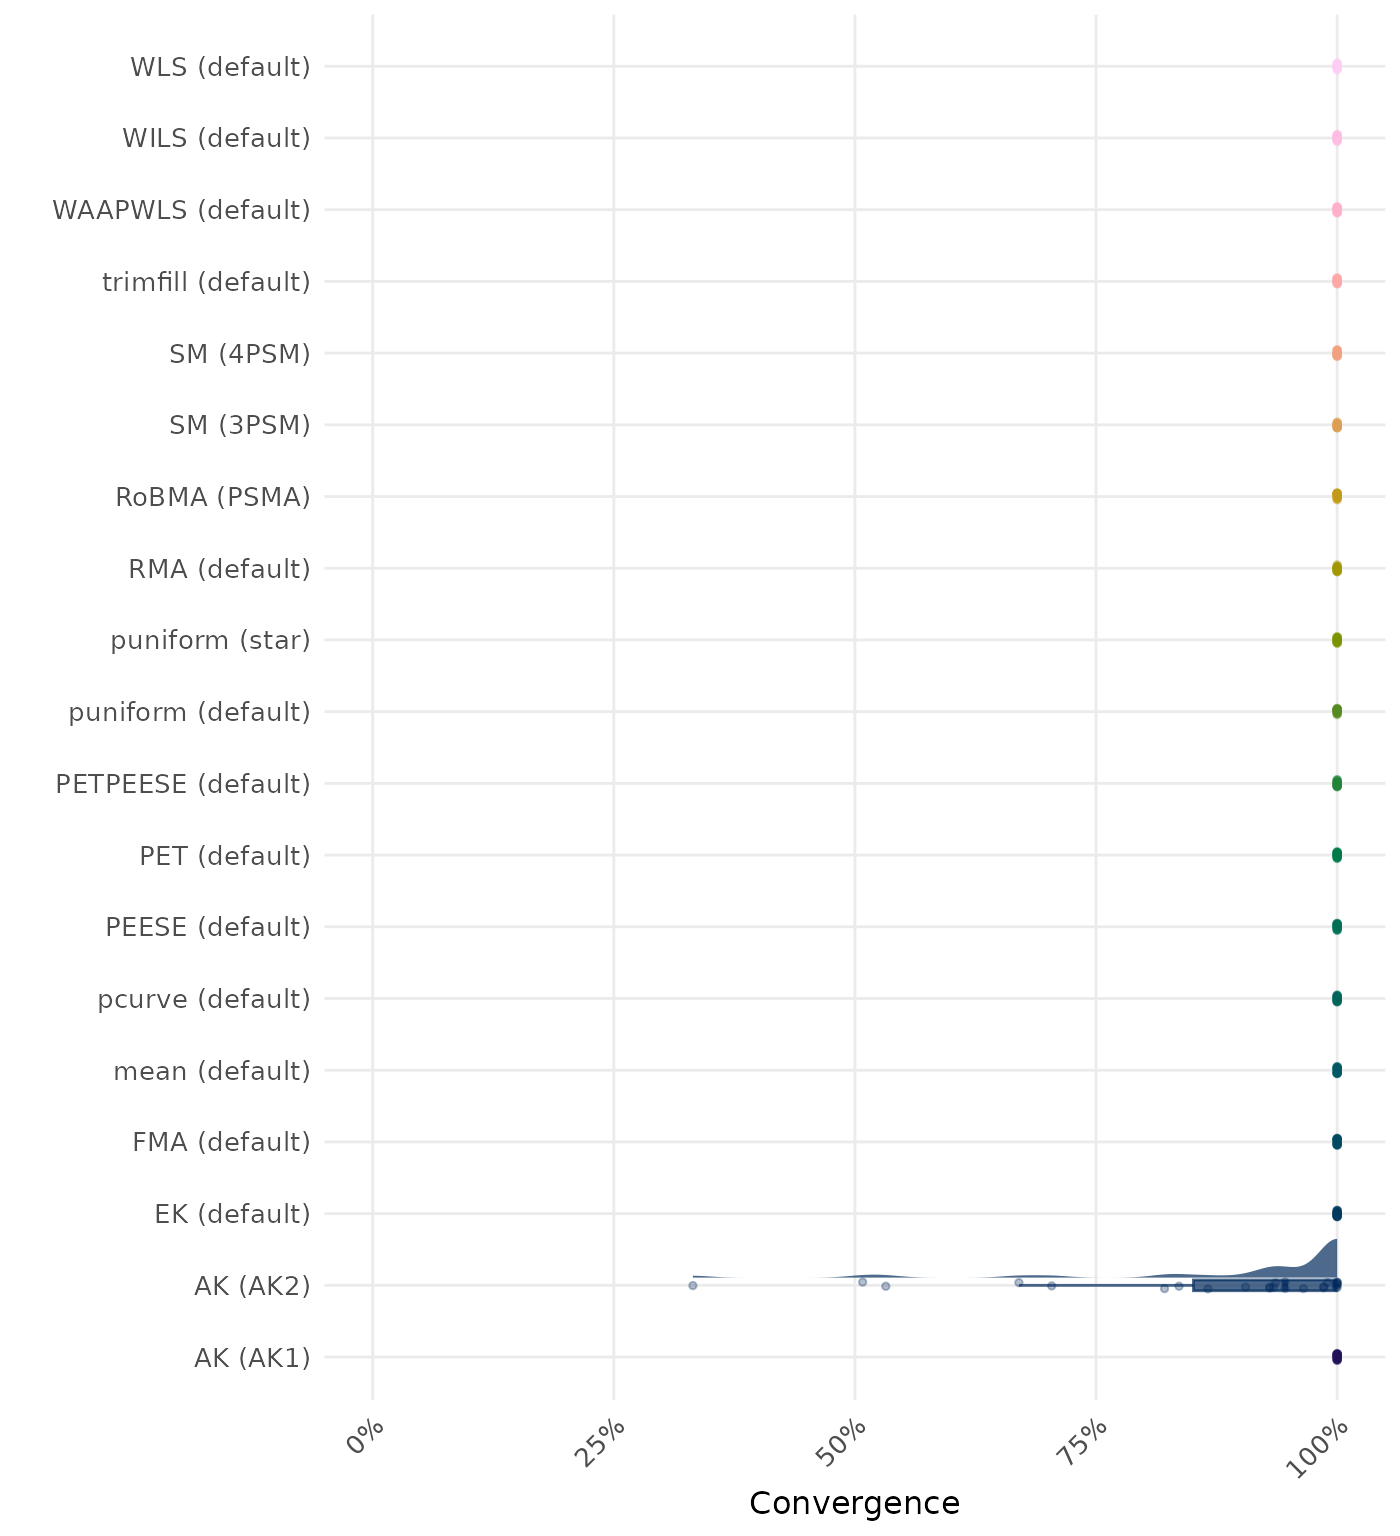 WLS (default)
WILS (default)
WAAPWLS (default)
trimfill (default)
SM (4PSM)
SM (3PSM)
RoBMA (PSMA)
RMA (default)
puniform (star)
puniform (default)
PETPEESE (default)
PET (default)
PEESE (default)
pcurve (default)
mean (default)
FMA (default)
EK (default)
AK (AK2)
AK (AK1)
0% 25% 50% 75% 100%
Convergence